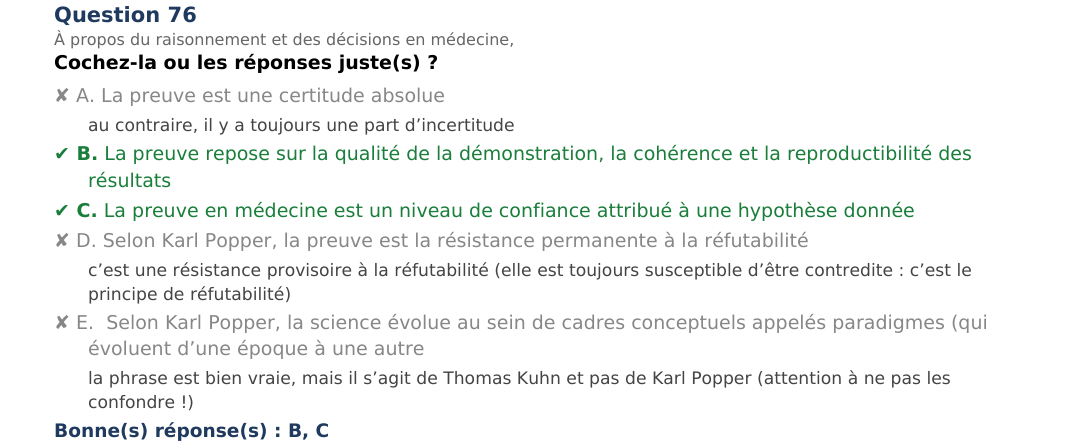 Question 76
À propos du raisonnement et des décisions en médecine,
Cochez-la ou les réponses juste(s) ?
✘ A. La preuve est une certitude absolue
au contraire, il y a toujours une part d’incertitude
✔ B. La preuve repose sur la qualité de la démonstration, la cohérence et la reproductibilité des
résultats
✔ C. La preuve en médecine est un niveau de confiance attribué à une hypothèse donnée
✘ D. Selon Karl Popper, la preuve est la résistance permanente à la réfutabilité
c’est une résistance provisoire à la réfutabilité (elle est toujours susceptible d’être contredite : c’est le
principe de réfutabilité)
✘ E.  Selon Karl Popper, la science évolue au sein de cadres conceptuels appelés paradigmes (qui
évoluent d’une époque à une autre
la phrase est bien vraie, mais il s’agit de Thomas Kuhn et pas de Karl Popper (attention à ne pas les
confondre !)
Bonne(s) réponse(s) : B, C